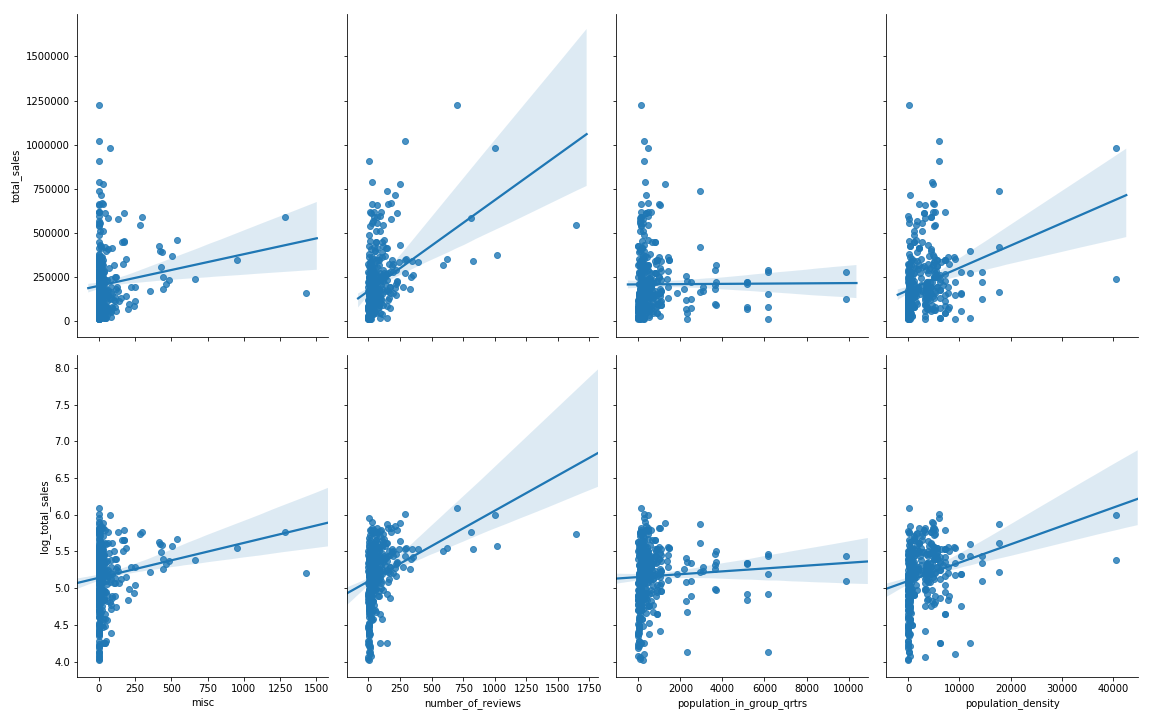 1500000
1250000
1000000
750000
500000
250000
0
total_sales
8.0
7.5
7.0
6.5
6.0
5.5
5.0
4.5
4.0
log_total_sales
0 250 500 750 1000 1250 1500
misc
0 250 500 750 1000 1250 1500 1750
number_of_reviews
0 2000 4000 6000 8000 10000
population_in_group_qrtrs
0 10000 20000 30000 40000
population_density